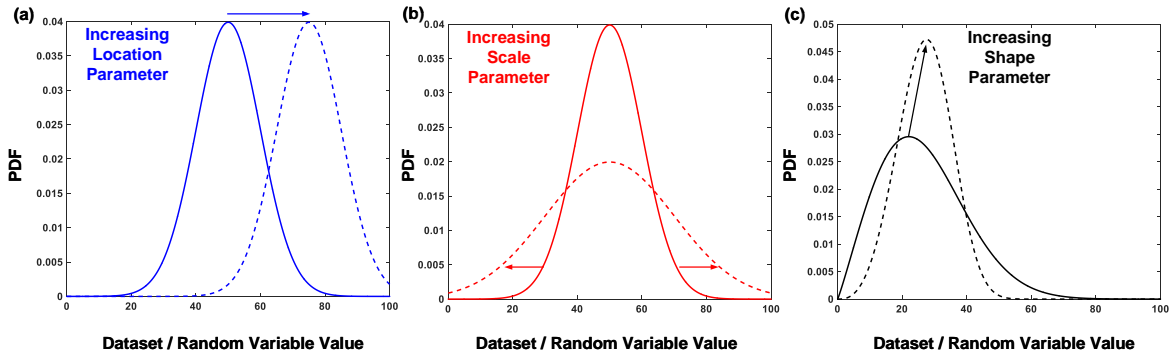 (a)
Increasing
Location
Parameter
PDF
0.04
0.035
0.03
0.025
0.02
0.015
0.01
0.005
0
0 20 40 60 80 100
Dataset / Random Variable Value
(b)
Increasing
Scale
Parameter
PDF
0.04
0.035
0.03
0.025
0.02
0.015
0.01
0.005
0
0 20 40 60 80 100
Dataset / Random Variable Value
(c)
Increasing
Shape
Parameter
PDF
0.05
0.045
0.04
0.035
0.03
0.025
0.02
0.015
0.01
0.005
0
0 20 40 60 80 100
Dataset / Random Variable Value